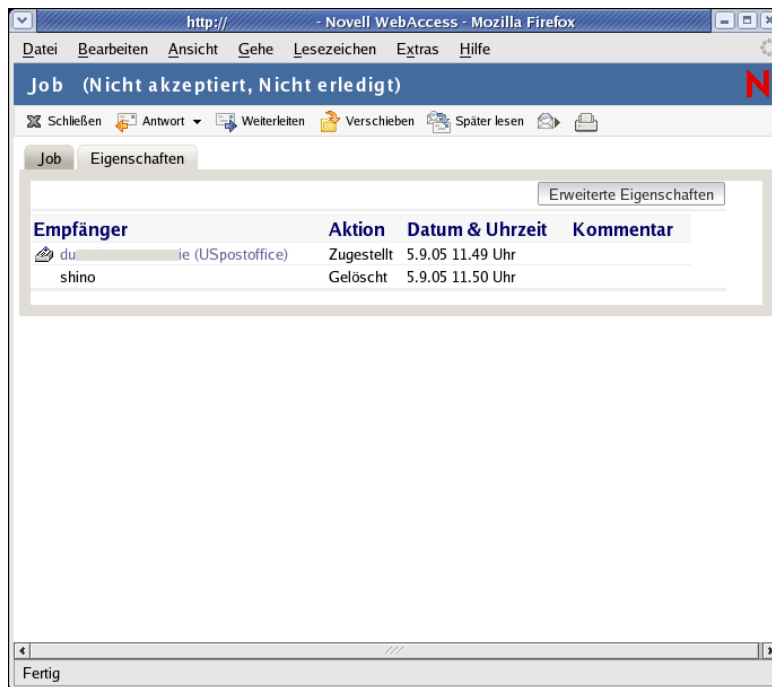 http:// - Novell WebAccess - Mozilla Firefox
Datei Bearbeiten Ansicht Gehe Lesezeichen Extras Hilfe
Job (Nicht akzeptiert, Nicht erledigt)
N
Schließen Antwort Weiterleiten Verschieben Später lesen
Job Eigenschaften
Erweiterte Eigenschaften
Empfänger Aktion Datum & Uhrzeit Kommentar
du ie (USpostoffice) Zugestellt 5.9.05 11.49 Uhr
shino Gelöscht 5.9.05 11.50 Uhr
Fertig